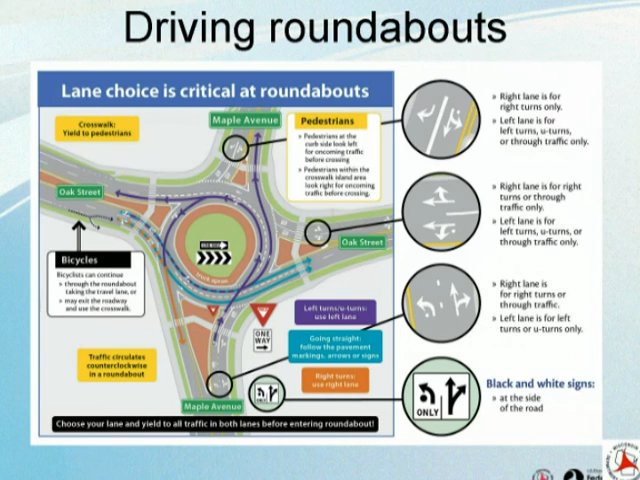 Driving roundabouts
Lane choice is critical at roundabouts
Crosswalk:
Yield to pedestrians
Maple Avenue
Pedestrians
» Pedestrians at the
curb side look left
for oncoming traffic
before crossing
» Pedestrians within the
crosswalk island area
look right for oncoming
traffic before crossing.
Oak Street
Oak Street
Bicycles
Bicyclists can continue
» through the roundabout
taking the travel lane, or
» may exit the roadway
and use the crosswalk.
truck apron
ONE
WAY
Left turns/u-turns:
use left lane
Going straight:
follow the pavement
markings, arrows or signs
Right turns:
use right lane
Traffic circulates
counterclockwise
in a roundabout
Maple Avenue
Choose your lane and yield to all traffic in both lanes before entering roundabout!
» Right lane is for
right turns only.
» Left lane is for
left turns, u-turns,
or through traffic only.
» Right lane is for right
turns or through
traffic only.
» Left lane is for
left turns, u-turns, or
through traffic only.
» Right lane is
for right turns or
through traffic.
» Left lane is for left
turns or u-turns only.
ONLY
Black and white signs:
» at the side
of the road
WISCONSIN